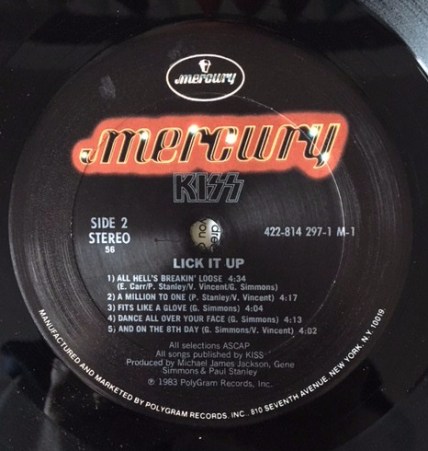 mercury
mercury
KISS
SIDE 2
STEREO
56
422-814 297-1 M-1
LICK IT UP
1) ALL HELL'S BREAKIN' LOOSE 4:34
(E. Carr/P. Stanley/V. Vincent/G. Simmons)
2) A MILLION TO ONE (P. Stanley/V. Vincent) 4:17
3) FITS LIKE A GLOVE (G. Simmons) 4:04
4) DANCE ALL OVER YOUR FACE (G. Simmons) 4:13
5) AND ON THE 8TH DAY (G. Simmons/V. Vincent) 4:02
All selections ASCAP
All songs published by KISS
Produced by Michael James Jackson, Gene
Simmons & Paul Stanley
℗ 1983 PolyGram Records, Inc.
MANUFACTURED AND MARKETED BY POLYGRAM RECORDS, INC., 810 SEVENTH AVENUE, NEW YORK, N.Y. 10019